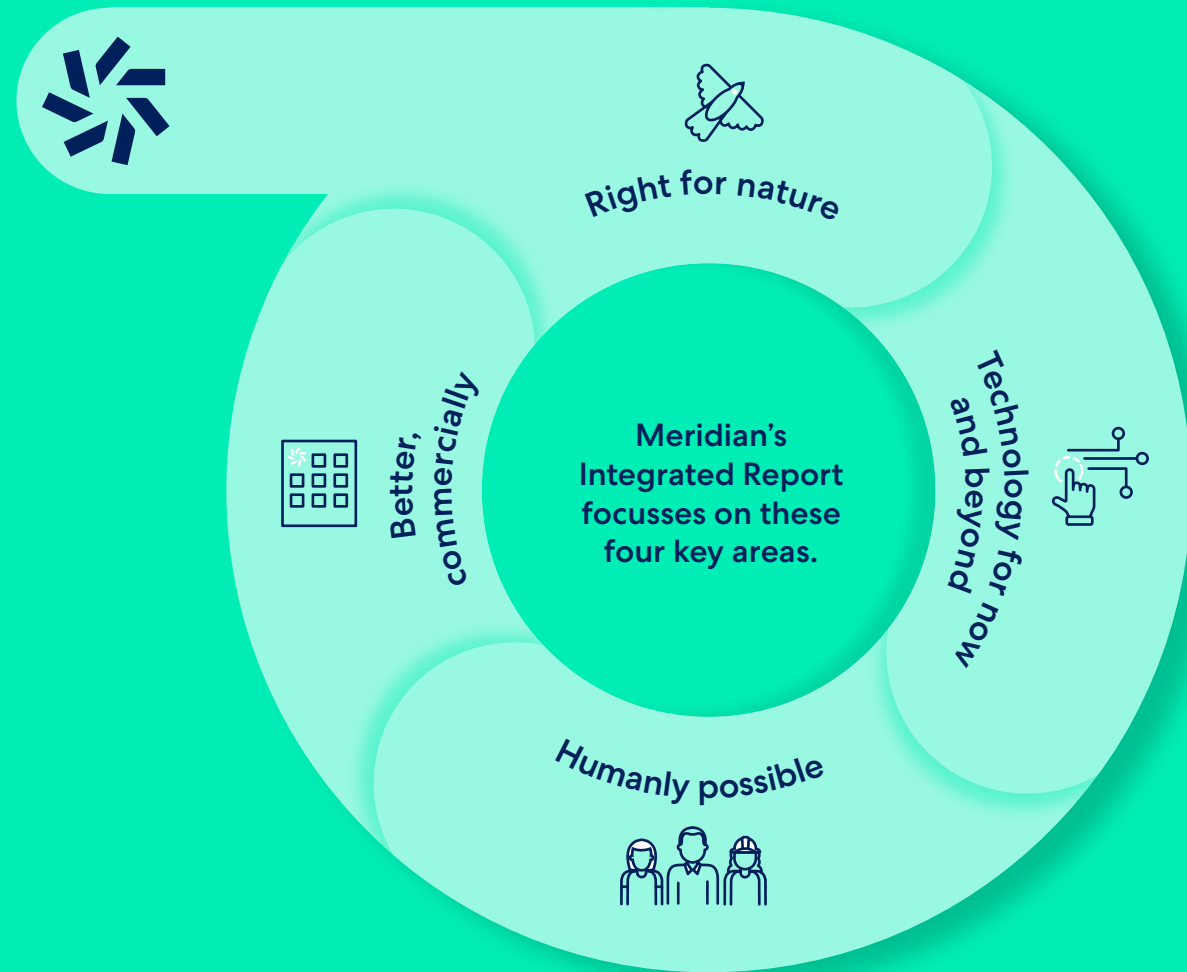 Right for nature
Technology for now
and beyond
Humanly possible
Better,
commercially
Meridian’s
Integrated Report
focusses on these
four key areas.